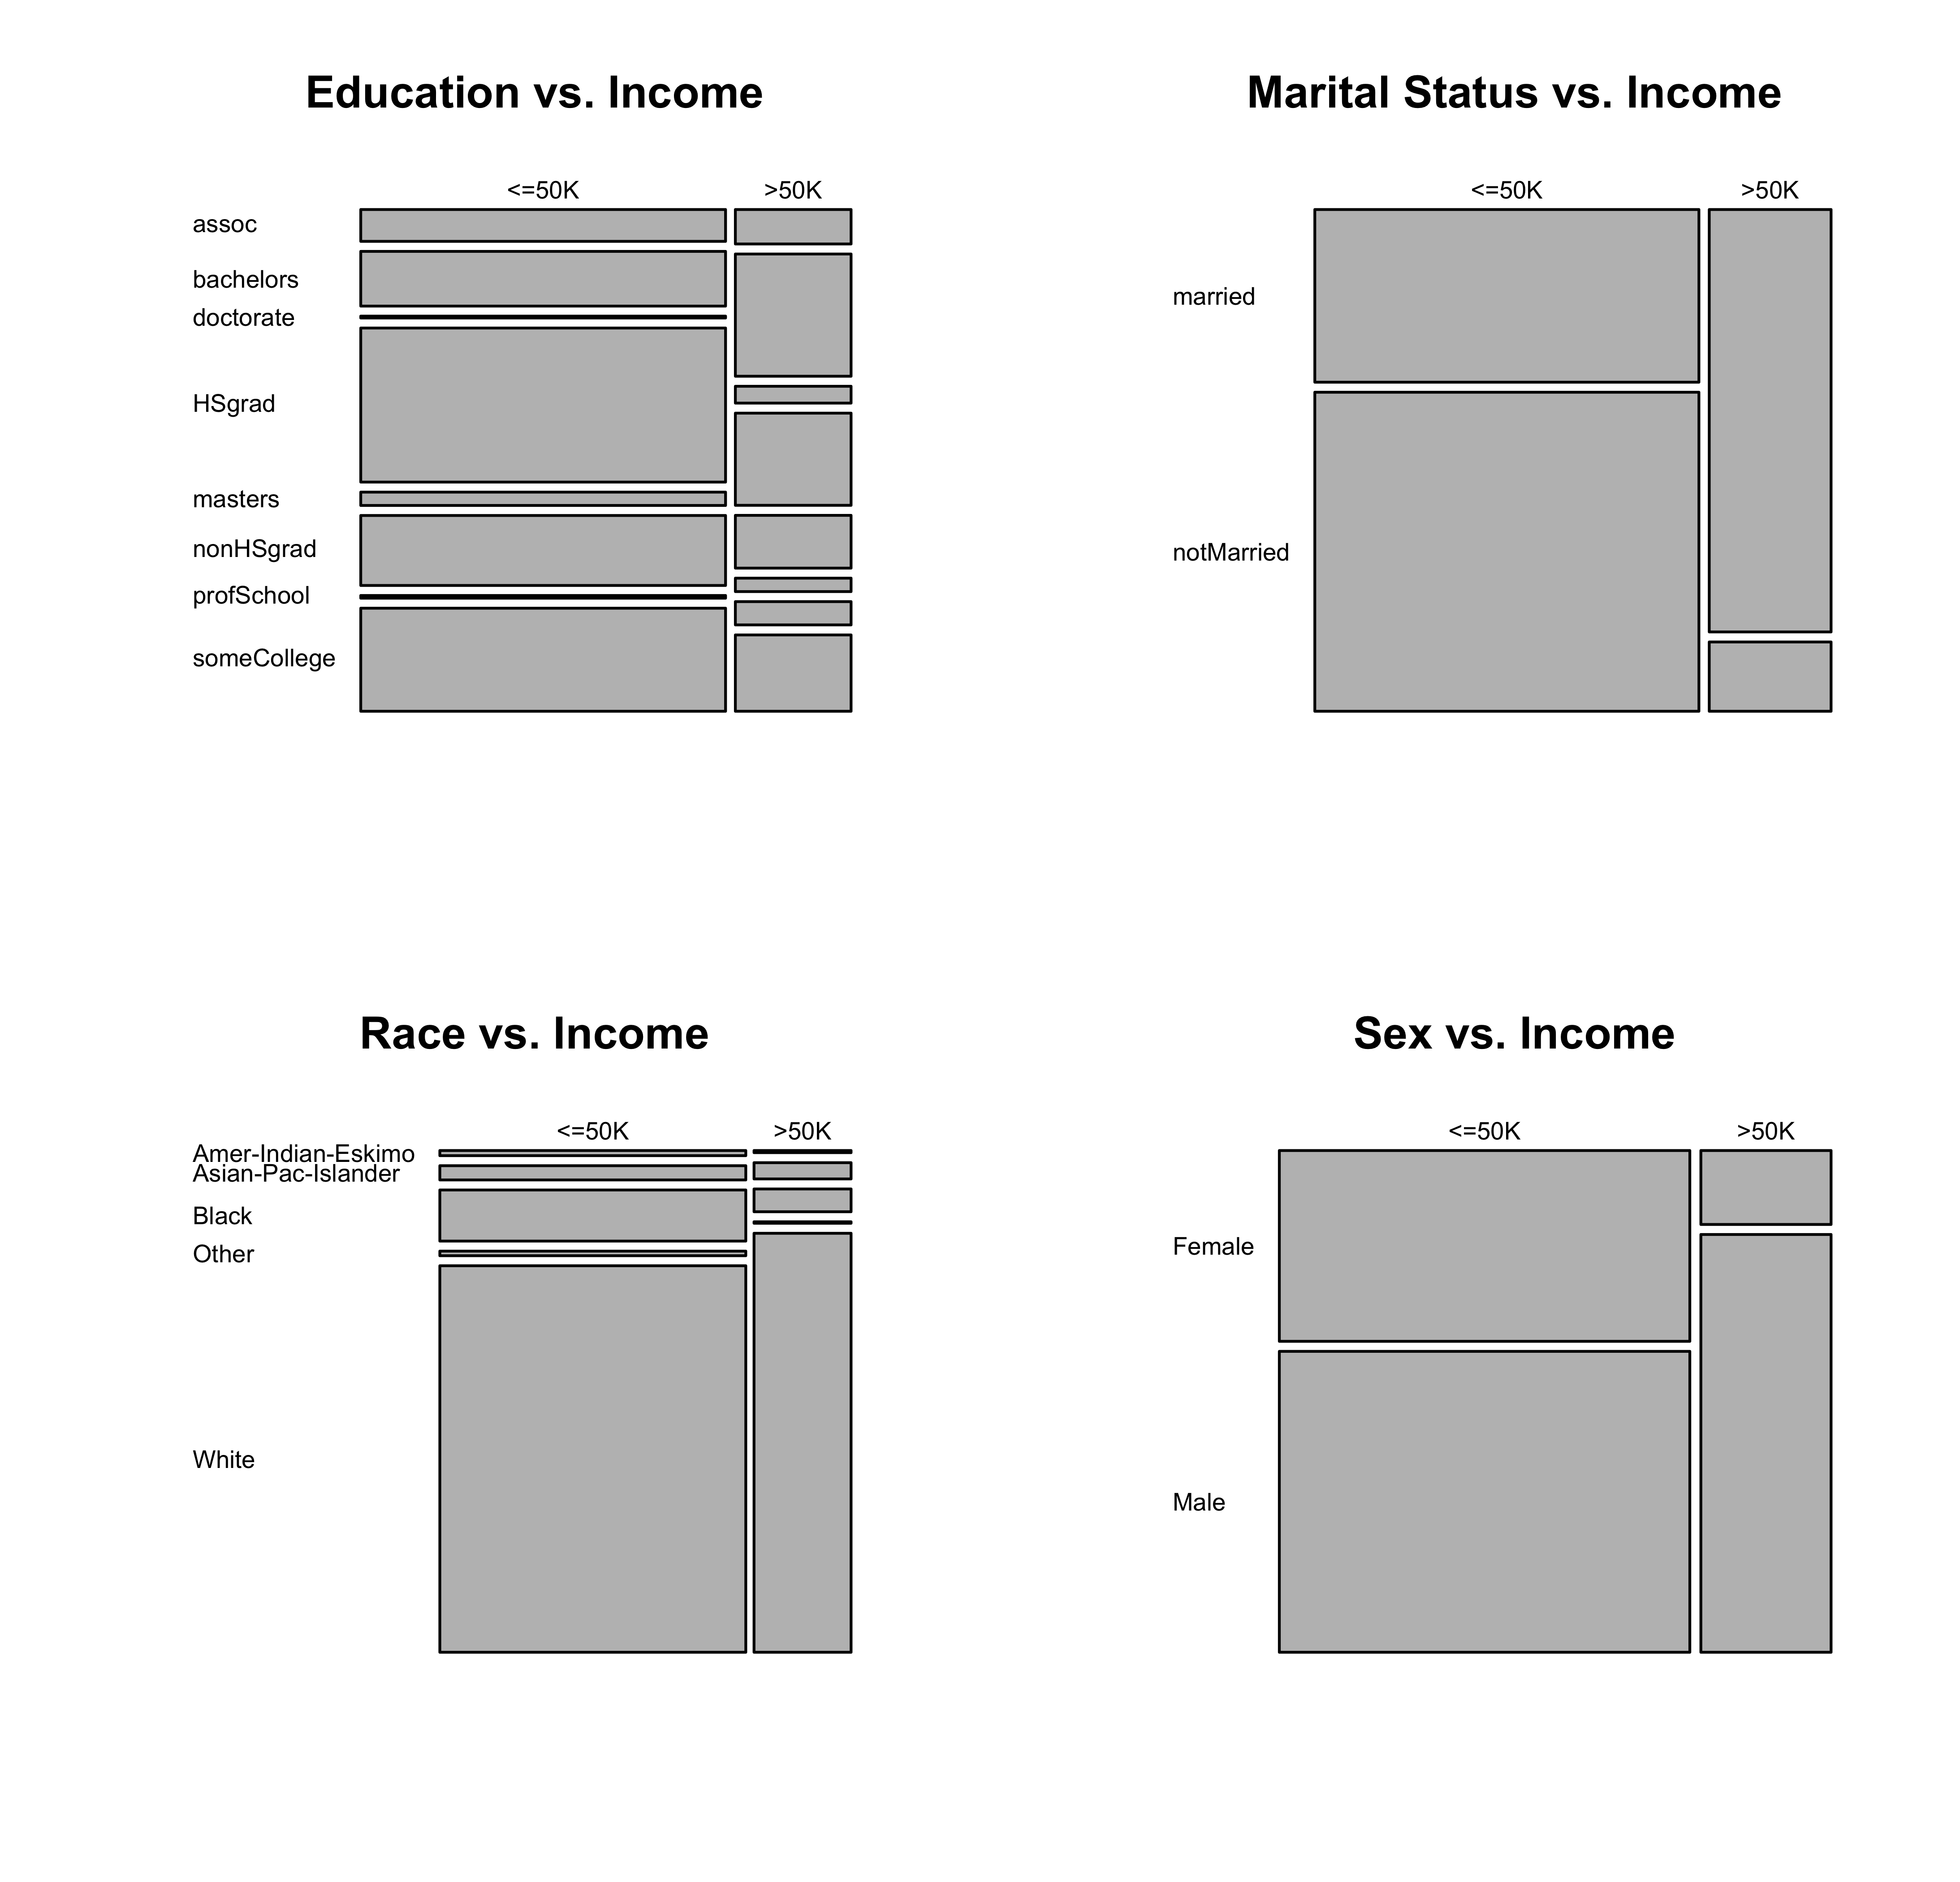 Education vs. Income
<=50K >50K
assoc
bachelors
doctorate
HSgrad
masters
nonHSgrad
profSchool
someCollege
Marital Status vs. Income
<=50K >50K
married
notMarried
Race vs. Income
<=50K >50K
Amer-Indian-Eskimo
Asian-Pac-Islander
Black
Other
White
Sex vs. Income
<=50K >50K
Female
Male